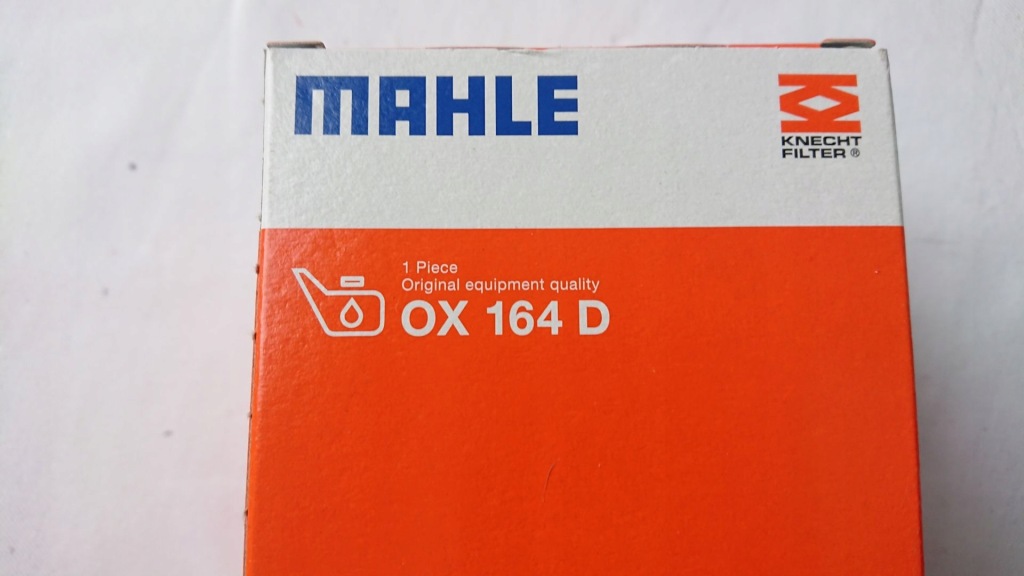 MAHLE
KNECHT
FILTER ®
1 Piece
Original equipment quality
OX 164 D